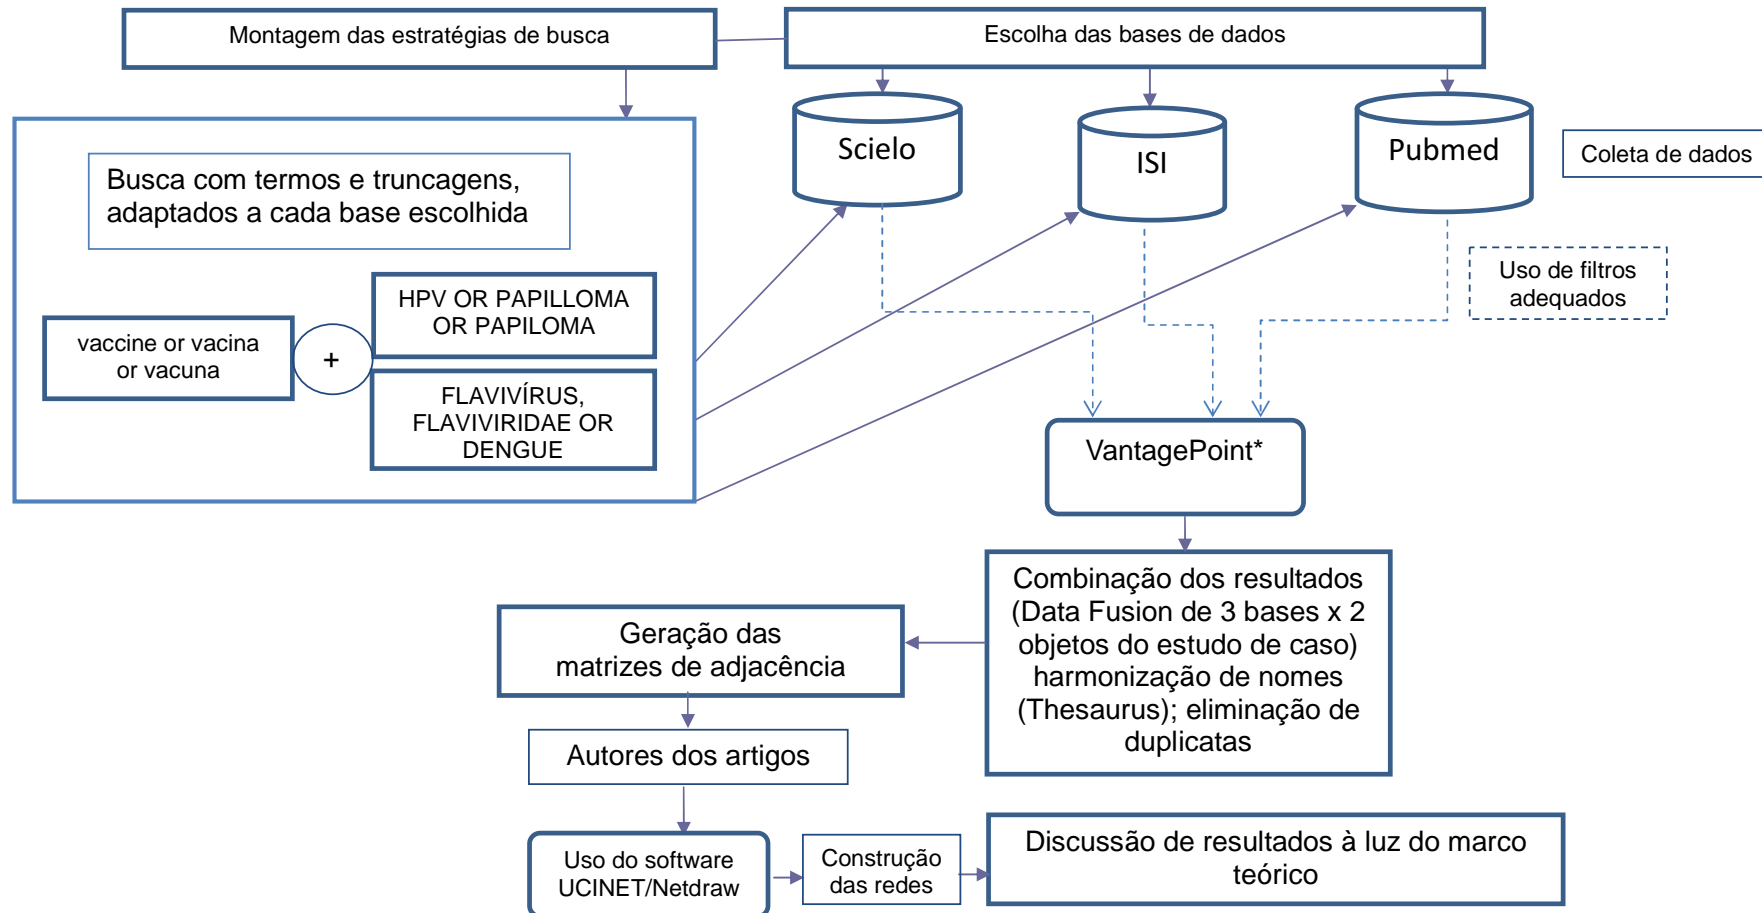 Montagem das estratégias de busca
Escolha das bases de dados
Scielo
ISI
Pubmed
Coleta de dados
Busca com termos e truncagens,
adaptados a cada base escolhida
Uso de filtros
adequados
vaccine or vacina
or vacuna
+
HPV OR PAPILLOMA
OR PAPILOMA
FLAVIVÍRUS,
FLAVIVIRIDAE OR
DENGUE
VantagePoint*
Combinação dos resultados
(Data Fusion de 3 bases x 2
objetos do estudo de caso)
harmonização de nomes
(Thesaurus); eliminação de
duplicatas
Geração das
matrizes de adjacência
Autores dos artigos
Uso do software
UCINET/Netdraw
Construção
das redes
Discussão de resultados à luz do marco
teórico